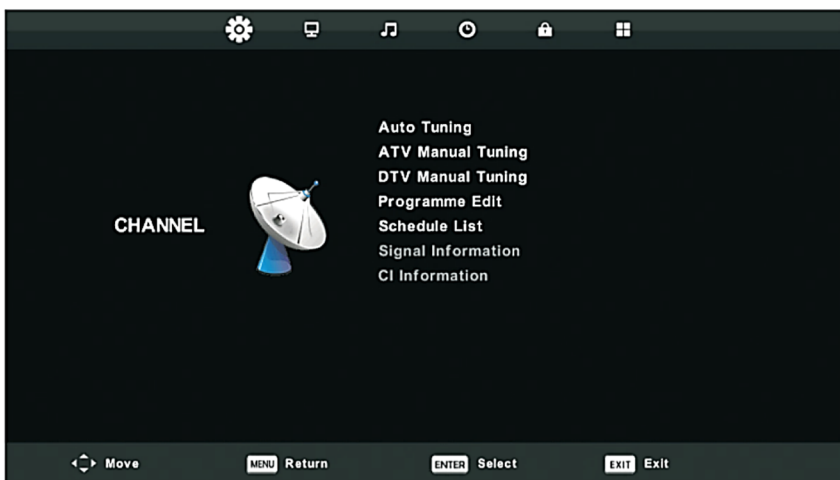 Auto Tuning
ATV Manual Tuning
DTV Manual Tuning
Programme Edit
CHANNEL
Schedule List
Signal Information
CI Information
Move
MENU Return
ENTER Select
EXIT Exit